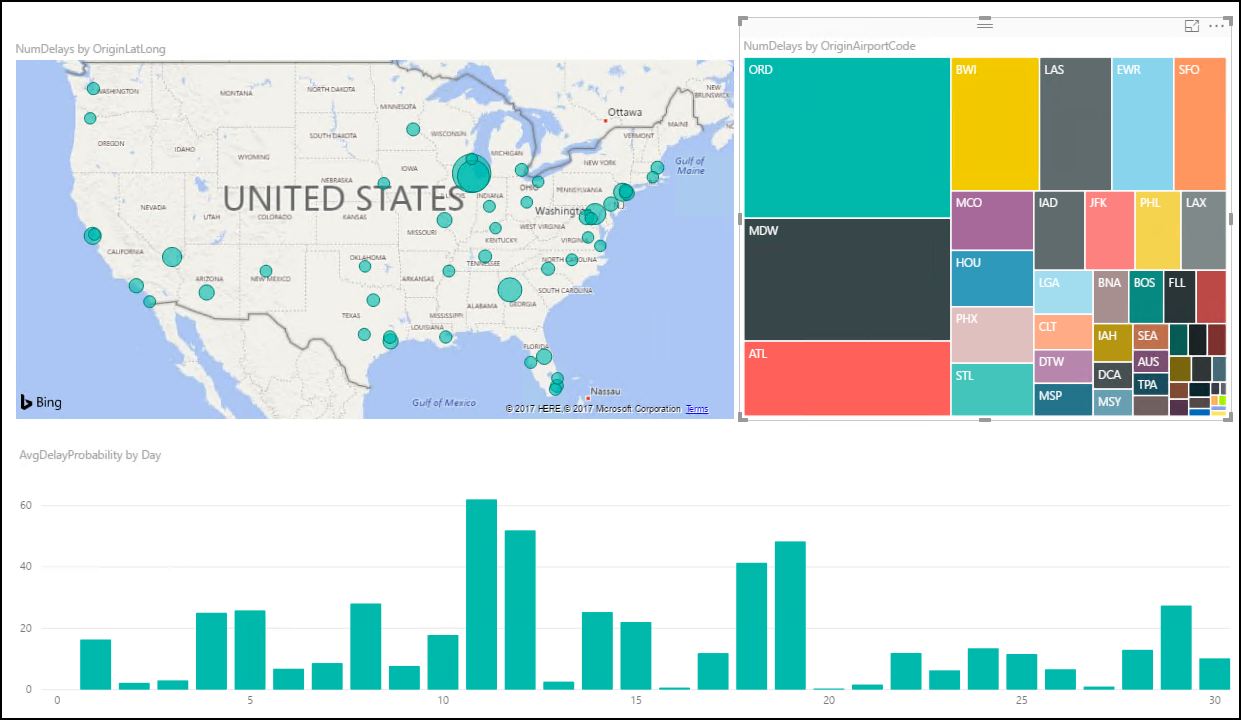 NumDelays by OriginLatLong
WASHINGTON
MONTANA
NORTH DAKOTA
MINNESOTA
Ottawa
NEW
BRUNSWICK
MAINE
OREGON
SOUTH DAKOTA
WISCONSIN
VERMONT
IDAHO
WYOMING
MICHIGAN
NEW YORK
Gulf of
Maine
IOWA
NEBRASKA
UNITED STATES
INDIANA
OHIO
PENNSYLVANIA
NEVADA
UTAH
COLORADO
KANSAS
Washington
MISSOURI
WEST VIRGINIA
KENTUCKY
CALIFORNIA
OKLAHOMA
TENNESSEE
NORTH CAROLINA
ARIZONA
NEW MEXICO
ARKANSAS
SOUTH CAROLINA
MISSISSIPPI
ALABAMA
GEORGIA
TEXAS
LOUISIANA
FLORIDA
Nassau
Gulf of Mexico
Bing
© 2017 HERE,© 2017 Microsoft Corporation Terms
NumDelays by OriginAirportCode
ORD
BWI
LAS
EWR
SFO
MCO
IAD
JFK
PHL
LAX
MDW
HOU
LGA
BNA
BOS
FLL
PHX
CLT
IAH
SEA
ATL
DTW
AUS
STL
DCA
TPA
MSP
MSY
AvgDelayProbability by Day
60
40
20
0
0 5 10 15 20 25 30